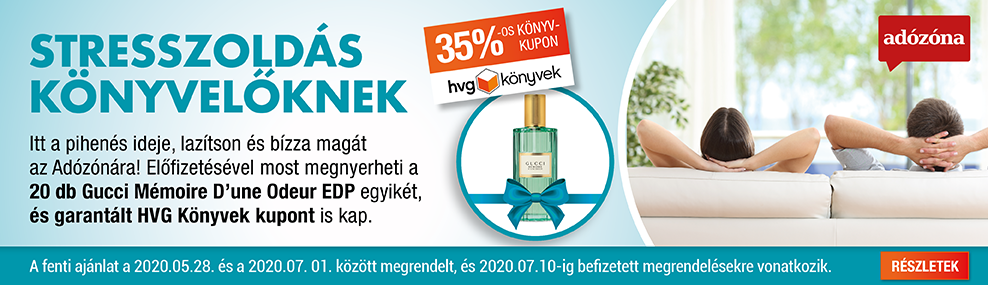 STRESSZOLDÁS
KÖNYVELŐKNEK
Itt a pihenés ideje, lazítson és bízza magát
az Adózónára! Előfizetésével most megnyerheti a
20 db Gucci Mémoire D'une Odeur EDP egyikét,
és garantált HVG Könyvek kupont is kap.
35%-OS KÖNYV-
KUPON
hvg könyvek
GUCCI
adózóna
A fenti ajánlat a 2020.05.28. és a 2020.07. 01. között megrendelt, és 2020.07.10-ig befizetett megrendelésekre vonatkozik.
RÉSZLETEK